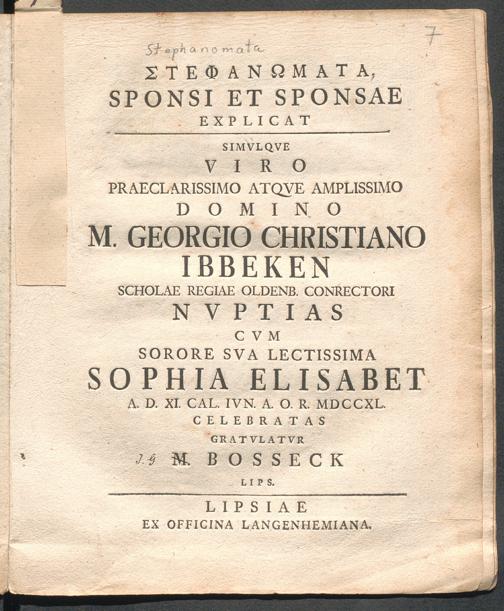 Stephanomata
7
ΣΤΕΦΑΝΩΜΑΤΑ,
SPONSI ET SPONSAE
EXPLICAT
SIMVLQVE
VIRO
PRAECLARISSIMO ATQVE AMPLISSIMO
DOMINO
M. GEORGIO CHRISTIANO
IBBEKEN
SCHOLAE REGIAE OLDENB. CONRECTORI
NVPTIAS
CVM
SORORE SVA LECTISSIMA
SOPHIA ELISABET
A. D. XI. CAL. IVN. A. O. R. MDCCXL.
CELEBRATAS
GRATVLATVR
J. G M. BOSSECK
LIPS.
LIPSIAE
EX OFFICINA LANGENHEMIANA.